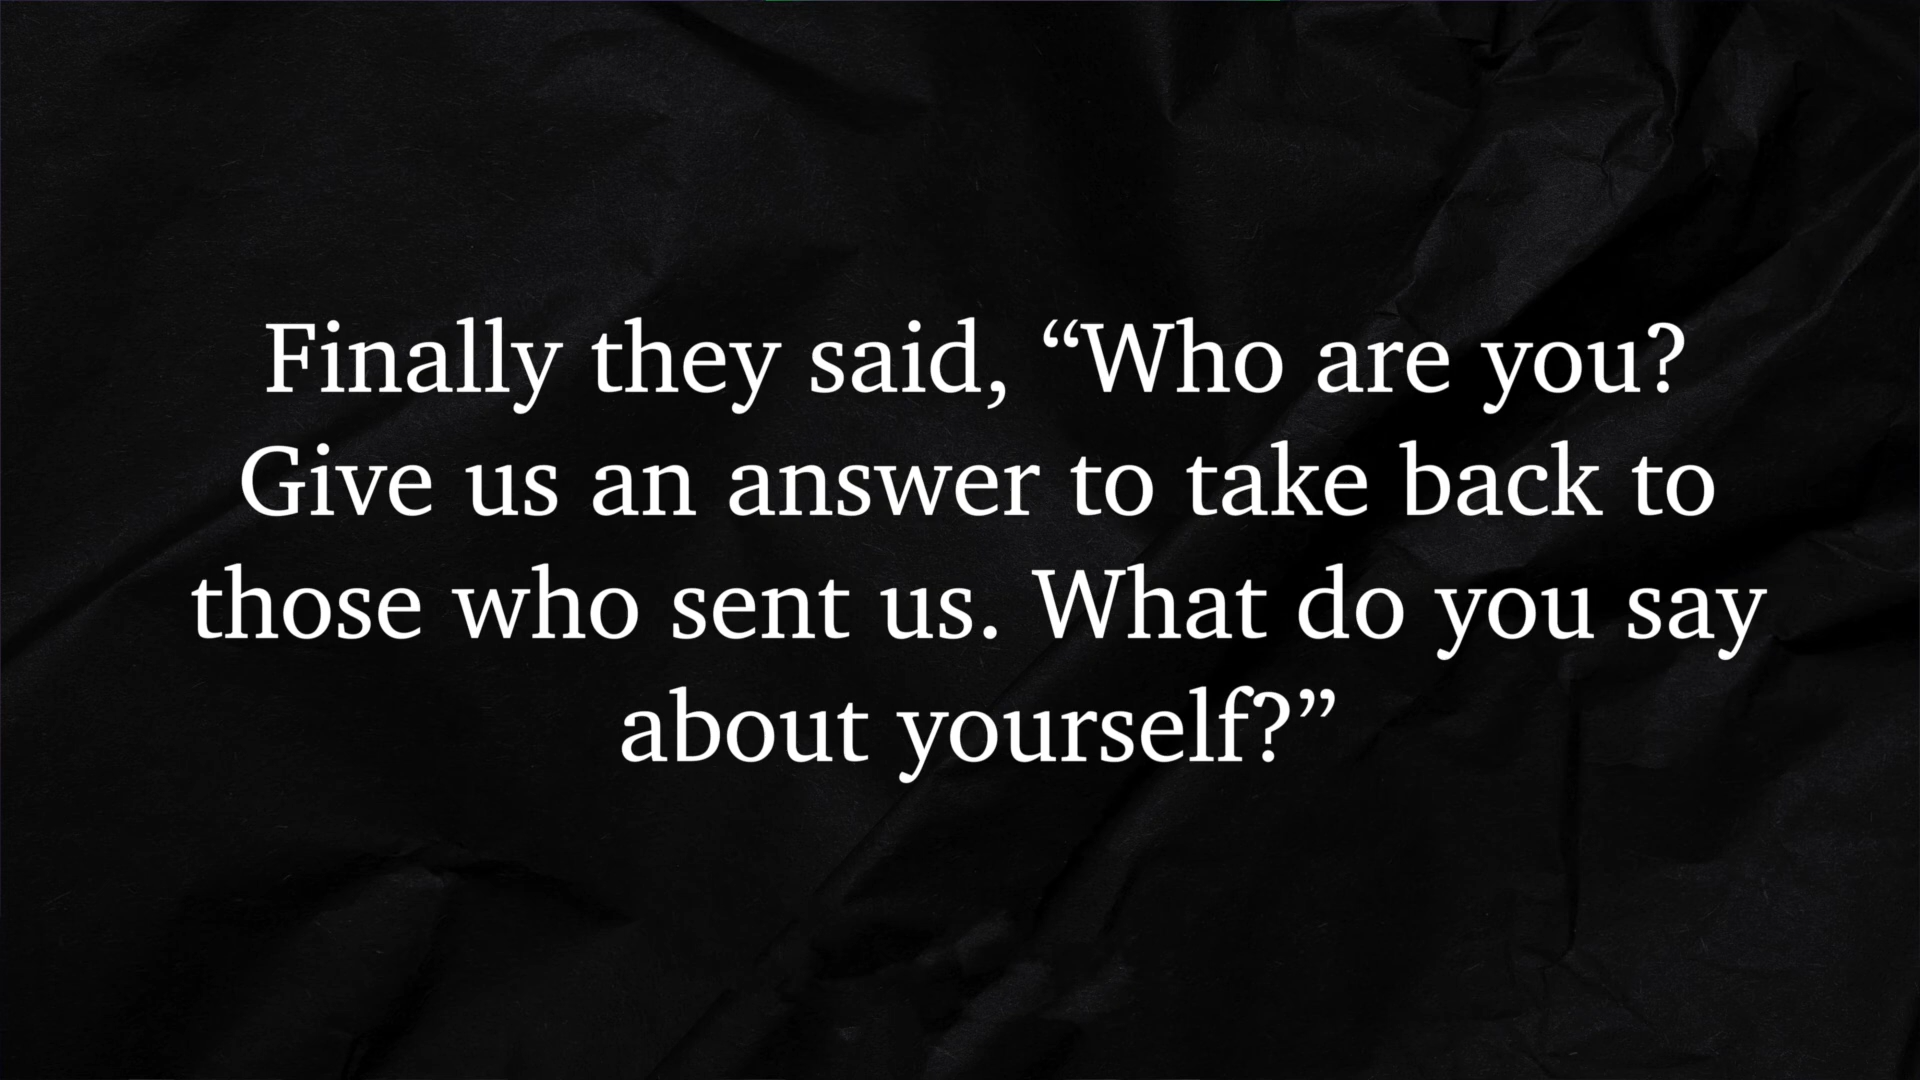 Finally they said, “Who are you?
Give us an answer to take back to
those who sent us. What do you say
about yourself?”